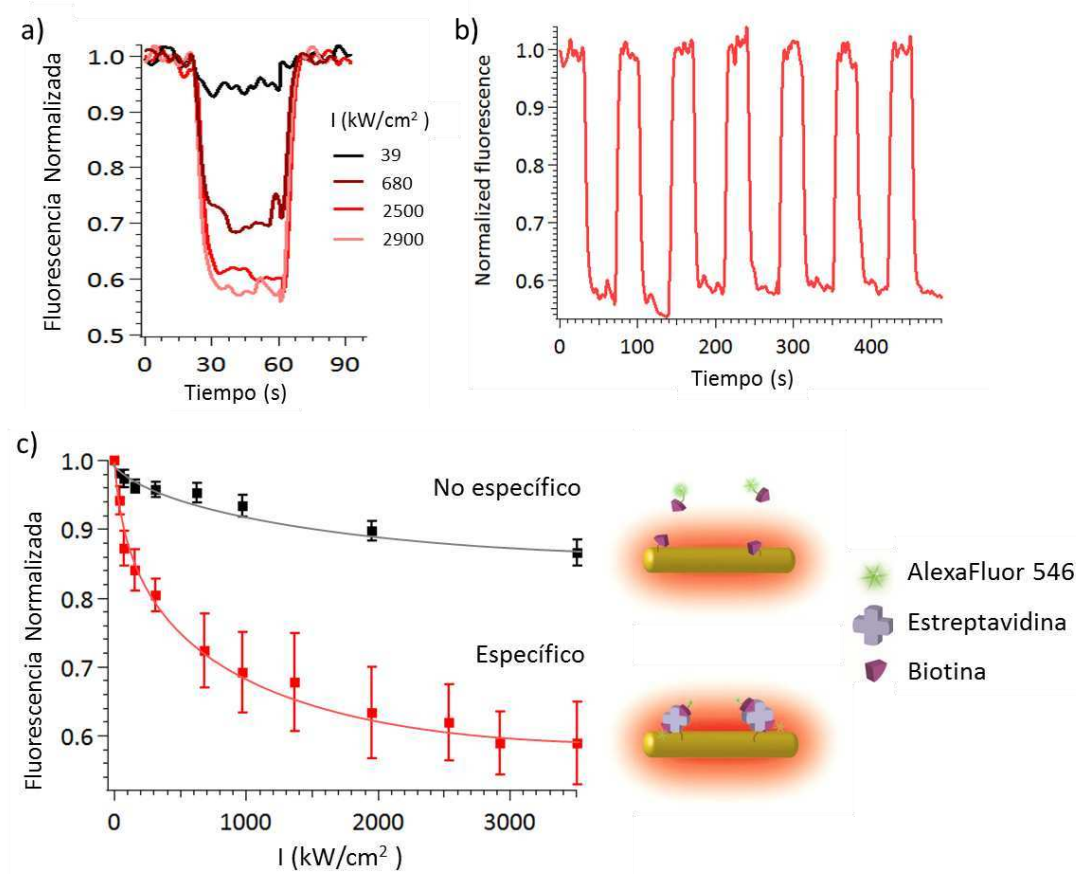 a)
Fluorescencia Normalizada
1.0
0.9
0.8
0.7
0.6
0.5
0
30
60
90
Tiempo (s)
I (kW/cm²)
39
680
2500
2900
b)
Normalized fluorescence
1.0
0.9
0.8
0.7
0.6
0
100
200
300
400
Tiempo (s)
c)
Fluorescencia Normalizada
1.0
0.9
0.8
0.7
0.6
0
1000
2000
3000
I (kW/cm²)
No específico
Específico
AlexaFluor 546
Estreptavidina
Biotina